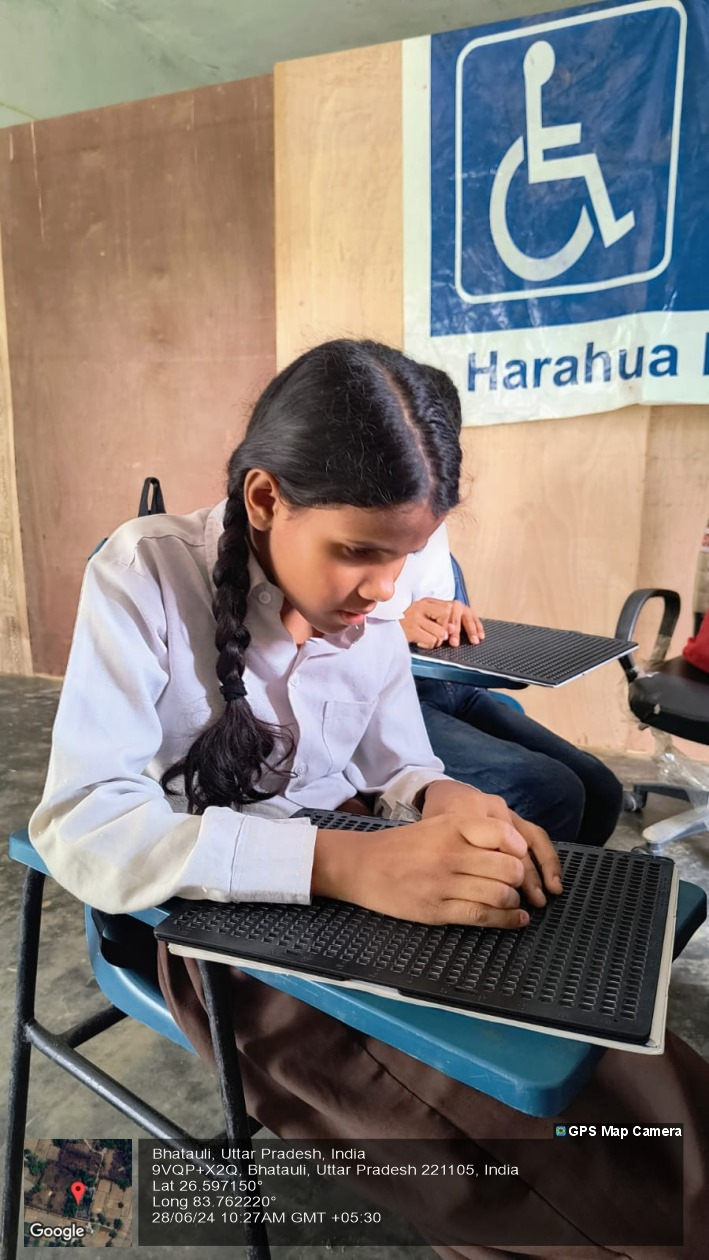 Harahua
GPS Map Camera
Bhatauli, Uttar Pradesh, India
9VQP+X2Q, Bhatauli, Uttar Pradesh 221105, India
Lat 26.597150°
Long 83.762220°
28/06/24 10:27AM GMT +05:30
Google